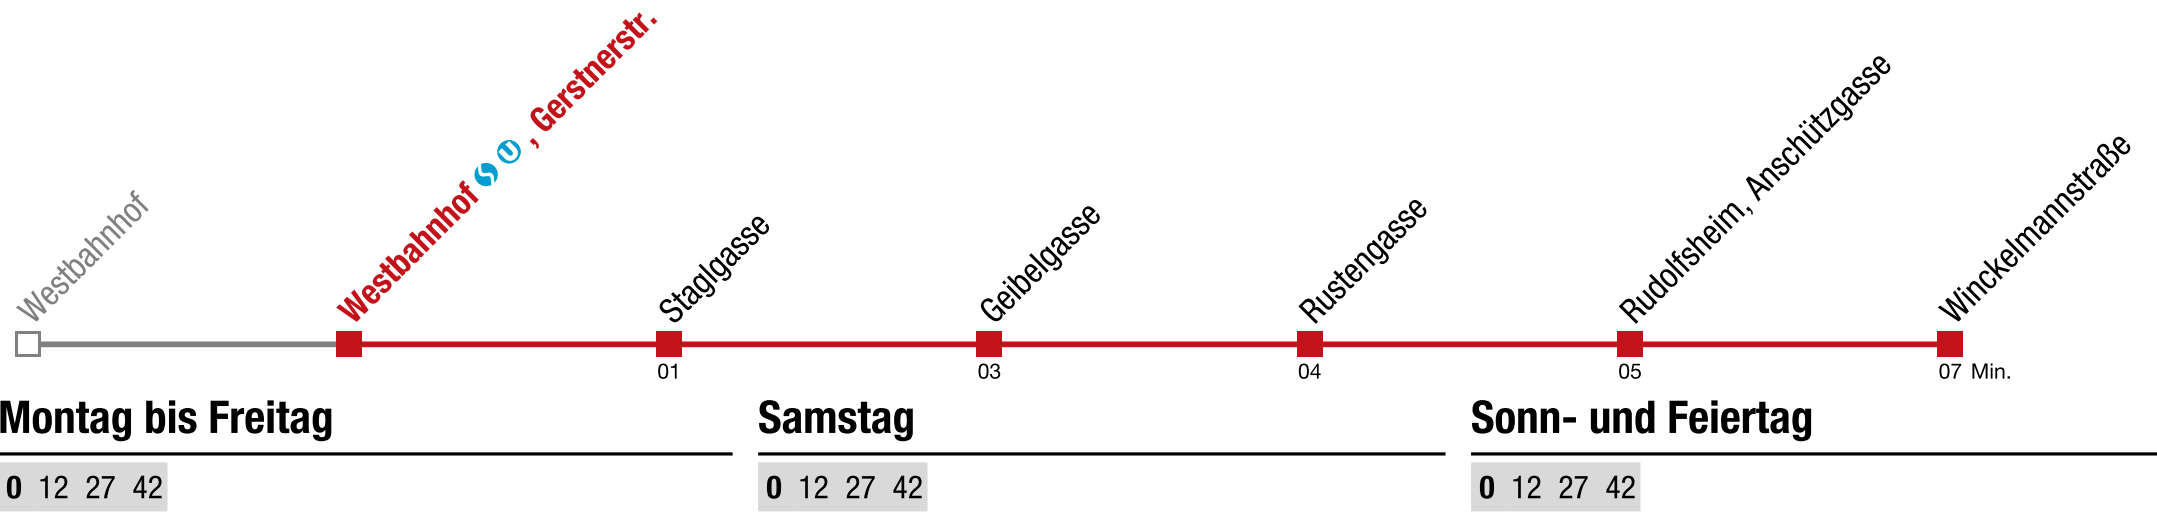 Westbahnhof
Westbahnhof S U , Gerstnerstr.
Staglgasse
Geibelgasse
Rustengasse
Rudolfsheim, Anschützgasse
Winckelmannstraße
01 03 04 05 07 Min.
Montag bis Freitag
0 12 27 42
Samstag
0 12 27 42
Sonn- und Feiertag
0 12 27 42